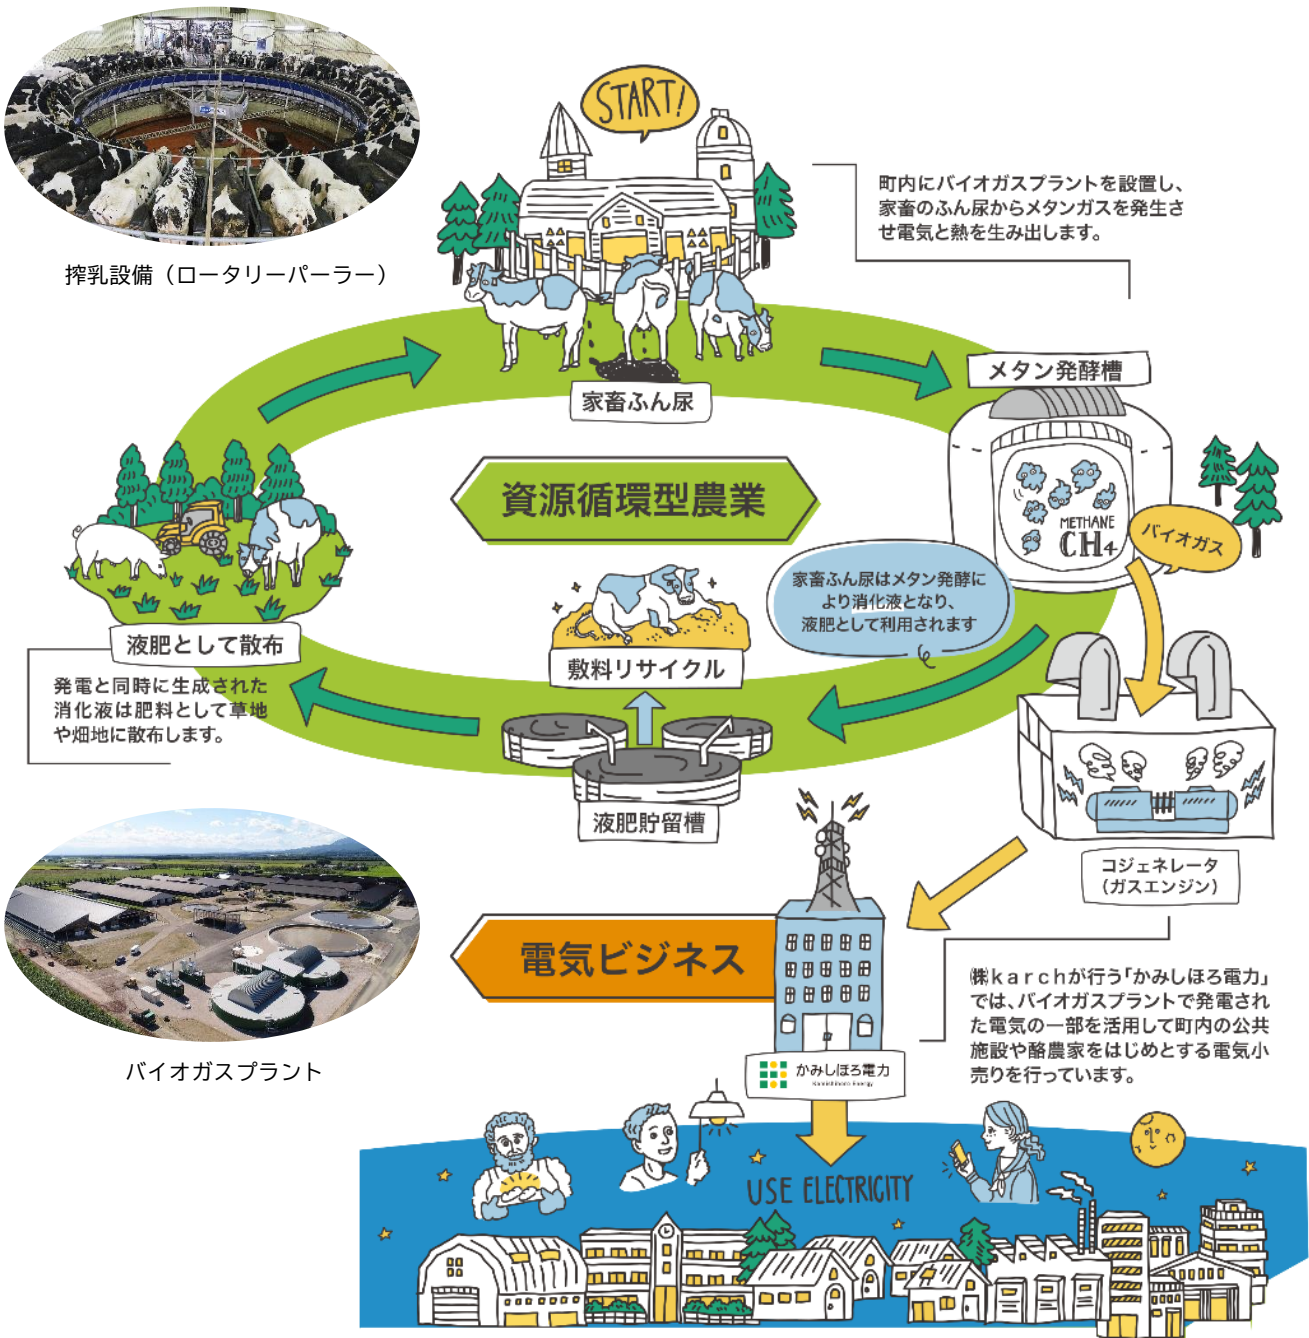 START!
町内にバイオガスプラントを設置し、
家畜のふん尿からメタンガスを発生さ
せ電気と熱を生み出します。
搾乳設備（ロータリーパーラー）
メタン発酵槽
家畜ふん尿
資源循環型農業
METHANE
CH4
バイオガス
家畜ふん尿はメタン発酵に
より消化液となり、
液肥として利用されます
液肥として散布
敷料リサイクル
発電と同時に生成された
消化液は肥料として草地
や畑地に散布します。
液肥貯留槽
コジェネレータ
（ガスエンジン）
電気ビジネス
㈱karchが行う「かみしほろ電力」
では、バイオガスプラントで発電され
た電気の一部を活用して町内の公共
施設や酪農家をはじめとする電気小
売りを行っています。
バイオガスプラント
かみしほろ電力
Kamishihoro Energy
USE ELECTRICITY